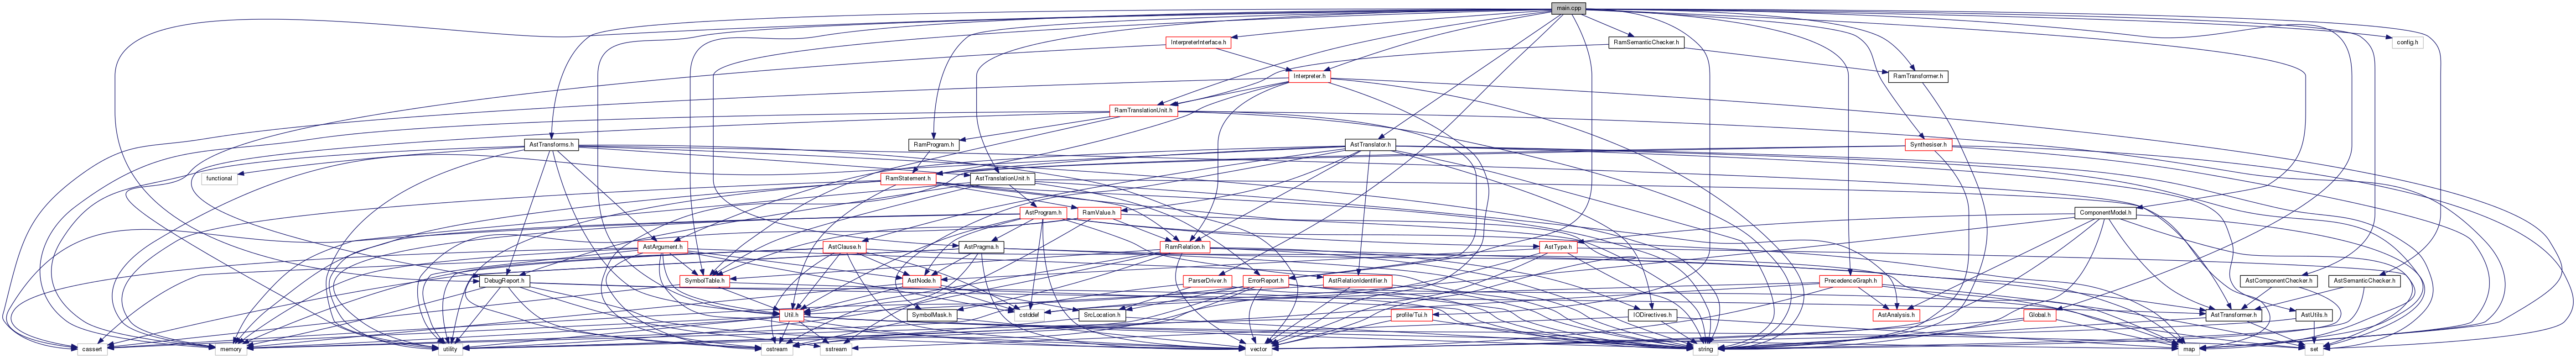 main.cpp
InterpreterInterface.h
RamSemanticChecker.h
config.h
Interpreter.h
RamTransformer.h
RamTranslationUnit.h
AstTransforms.h
RamProgram.h
AstTranslator.h
Synthesiser.h
functional
RamStatement.h
AstTranslationUnit.h
AstProgram.h
RamValue.h
ComponentModel.h
AstArgument.h
AstClause.h
AstPragma.h
RamRelation.h
AstType.h
DebugReport.h
SymbolTable.h
AstNode.h
ParserDriver.h
ErrorReport.h
AstRelationIdentifier.h
PrecedenceGraph.h
AstComponentChecker.h
AstSemanticChecker.h
Util.h
SymbolMask.h
cstddef
SrcLocation.h
profile/Tui.h
IODirectives.h
AstAnalysis.h
Global.h
AstTransformer.h
AstUtils.h
cassert
memory
utility
ostream
sstream
vector
string
map
set